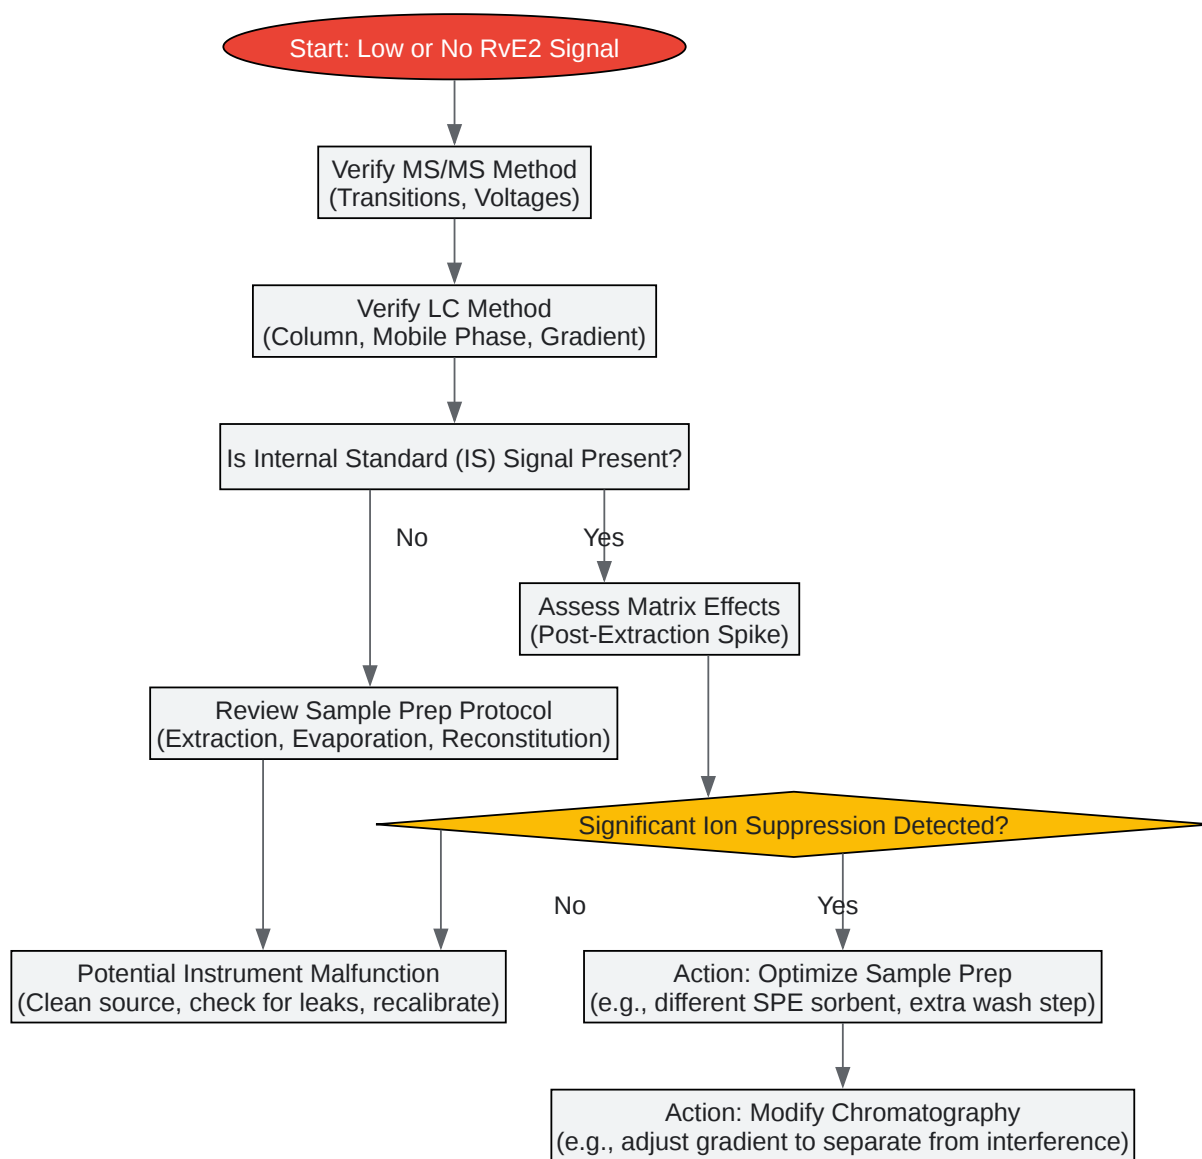 Start: Low or No RvE2 Signal
Verify MS/MS Method
(Transitions, Voltages)
Verify LC Method
(Column, Mobile Phase, Gradient)
Is Internal Standard (IS) Signal Present?
No
Yes
Assess Matrix Effects
(Post-Extraction Spike)
Review Sample Prep Protocol
(Extraction, Evaporation, Reconstitution)
Significant Ion Suppression Detected?
No
Yes
Potential Instrument Malfunction
(Clean source, check for leaks, recalibrate)
Action: Optimize Sample Prep
(e.g., different SPE sorbent, extra wash step)
Action: Modify Chromatography
(e.g., adjust gradient to separate from interference)